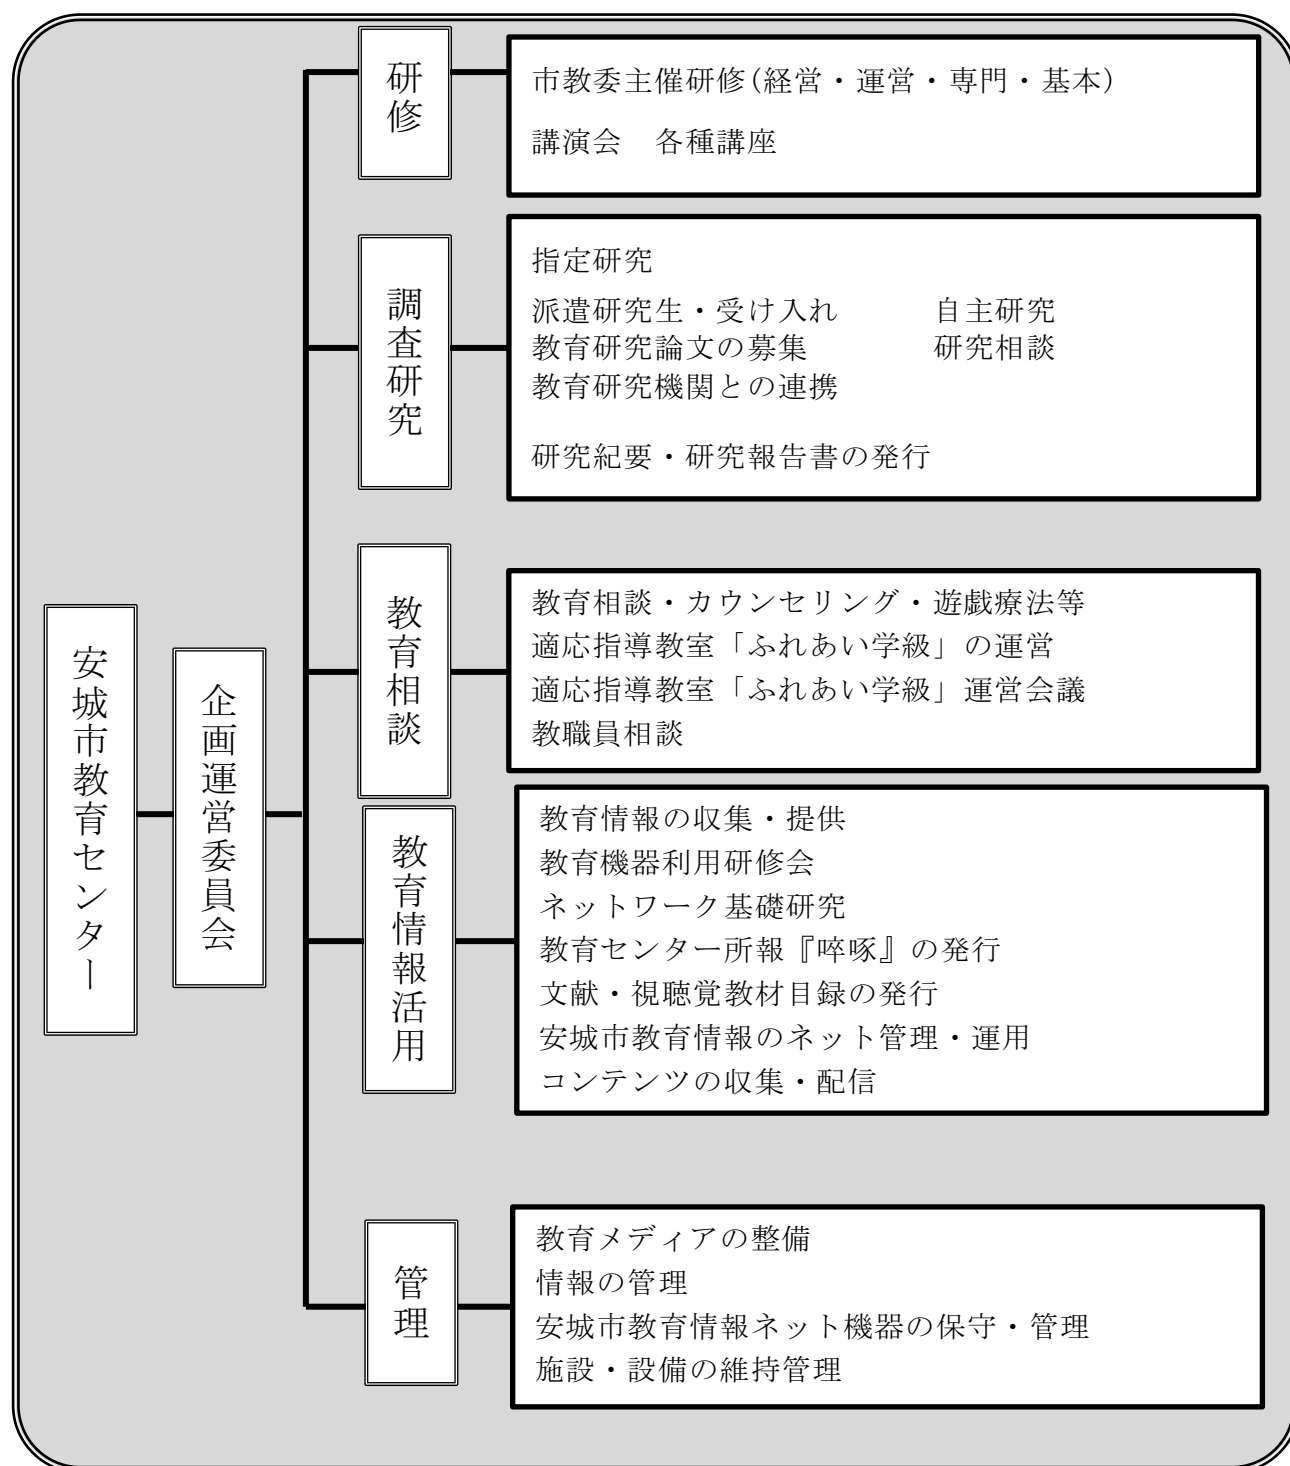 安城市教育センター
企画運営委員会
研修
市教委主催研修(経営・運営・専門・基本)
講演会　各種講座
調査研究
指定研究
派遣研究生・受け入れ　　　自主研究
教育研究論文の募集　　　　研究相談
教育研究機関との連携
研究紀要・研究報告書の発行
教育相談
教育相談・カウンセリング・遊戯療法等
適応指導教室「ふれあい学級」の運営
適応指導教室「ふれあい学級」運営会議
教職員相談
教育情報活用
教育情報の収集・提供
教育機器利用研修会
ネットワーク基礎研究
教育センター所報『啐啄』の発行
文献・視聴覚教材目録の発行
安城市教育情報のネット管理・運用
コンテンツの収集・配信
管理
教育メディアの整備
情報の管理
安城市教育情報ネット機器の保守・管理
施設・設備の維持管理